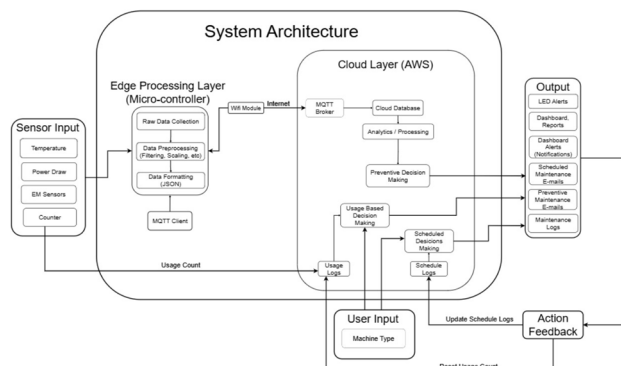 System Architecture
Cloud Layer (AWS)
Edge Processing Layer
(Micro-controller)
Output
LED Alerts
Raw Data Collection
Wifi Module
Internet
MQTT
Broker
Cloud Database
Dashboard,
Reports
Sensor Input
Temperature
Data Preprocessing
(Filtering, Scaling, etc)
Analytics / Processing
Dashboard
Alerts
(Notifications)
Power Draw
Data Formatting
(JSON)
Preventive Decision
Making
Scheduled
Maintenance
E-mails
EM Sensors
Preventive
Maintenance
E-mails
Counter
MQTT Client
Usage Based
Decision
Making
Maintenance
Logs
Scheduled
Desicions
Making
Usage Count
Usage
Logs
Schedule
Logs
User Input
Machine Type
Update Schedule Logs
Action
Feedback
Reset Usage Count